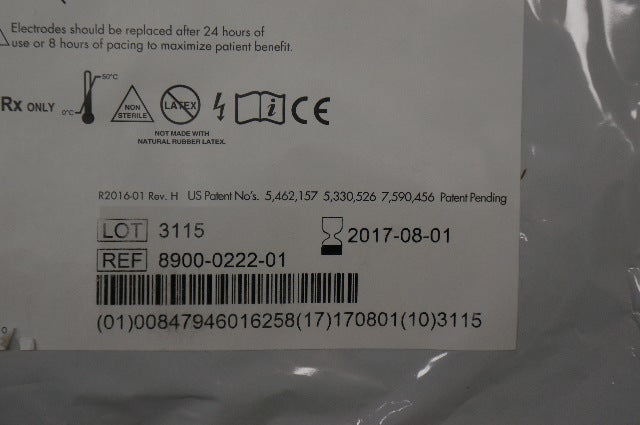 Electrodes should be replaced after 24 hours of
use or 8 hours of pacing to maximize patient benefit.
Rx ONLY
50°C
0°C
NON
STERILE
LATEX
i
CE
NOT MADE WITH
NATURAL RUBBER LATEX.
R2016-01 Rev. H US Patent No's. 5,462,157 5,330,526 7,590,456 Patent Pending
LOT 3115
2017-08-01
REF 8900-0222-01
(01)00847946016258(17)170801(10)3115